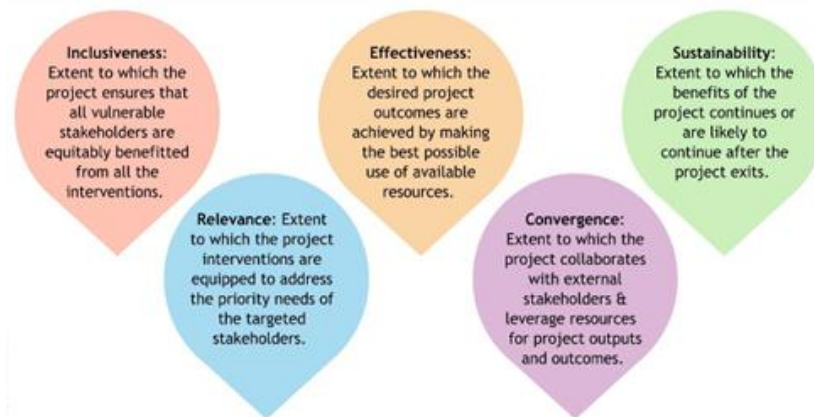 Inclusiveness:
Extent to which the
project ensures that
all vulnerable
stakeholders are
equitably benefitted
from all the
interventions.
Relevance: Extent
to which the project
interventions are
equipped to address
the priority needs of
the targeted
stakeholders.
Effectiveness:
Extent to which the
desired project
outcomes are
achieved by making
the best possible
use of available
resources.
Convergence:
Extent to which the
project collaborates
with external
stakeholders &
leverage resources
for project outputs
and outcomes.
Sustainability:
Extent to which the
benefits of the
project continues or
are likely to
continue after the
project exits.